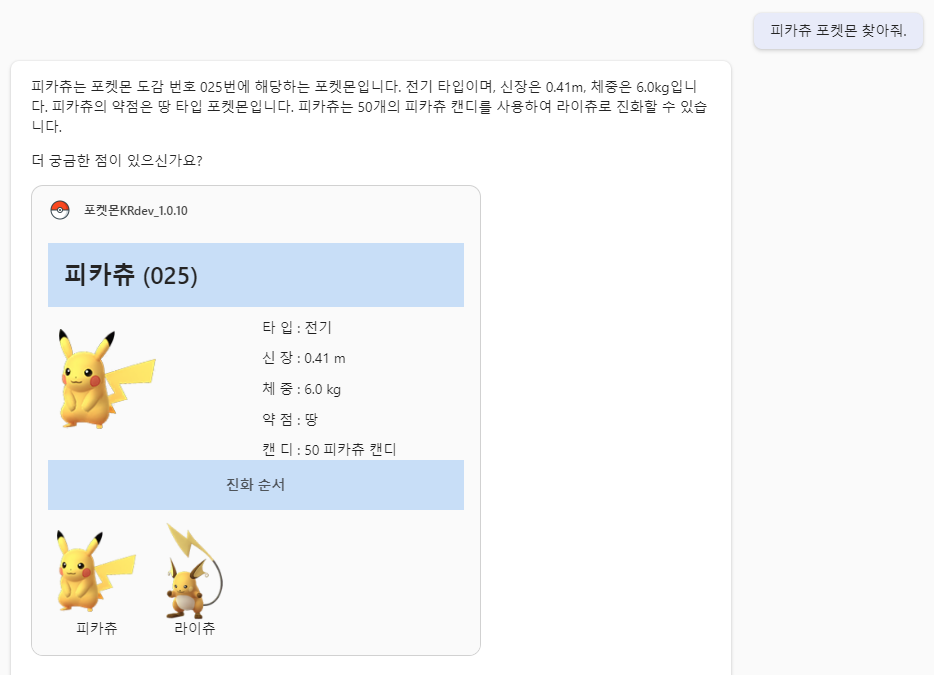 피카츄 포켓몬 찾아줘.
피카츄는 포켓몬 도감 번호 025번에 해당하는 포켓몬입니다. 전기 타입이며, 신장은 0.41m, 체중은 6.0kg입니
다. 피카츄의 약점은 땅 타입 포켓몬입니다. 피카츄는 50개의 피카츄 캔디를 사용하여 라이츄로 진화할 수 있습
니다.
더 궁금한 점이 있으신가요?
포켓몬KRdev_1.0.10
피카츄 (025)
타 입 : 전기
신 장 : 0.41 m
체 중 : 6.0 kg
약 점 : 땅
캔 디 : 50 피카츄 캔디
진화 순서
피카츄
라이츄